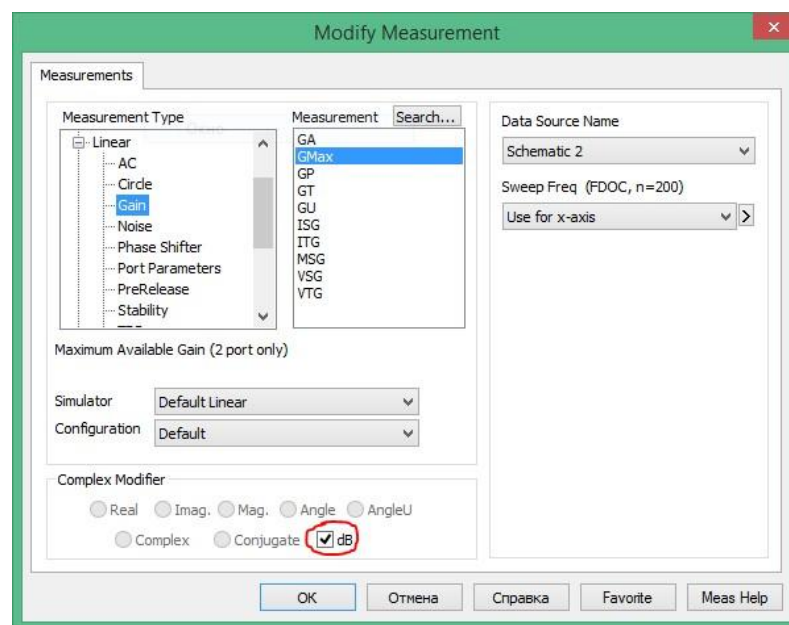 Modify Measurement
Measurements
Measurement Type
Linear
AC
Circle
Gain
Noise
Phase Shifter
Port Parameters
PreRelease
Stability
Measurement Search...
GA
GMax
GP
GT
GU
ISG
ITG
MSG
VSG
VTG
Maximum Available Gain (2 port only)
Simulator Default Linear
Configuration Default
Complex Modifier
Real Imag. Mag. Angle AngleU
Complex Conjugate dB
Data Source Name
Schematic 2
Sweep Freq (FDOC, n=200)
Use for x-axis >
OK Отмена Справка Favorite Meas Help